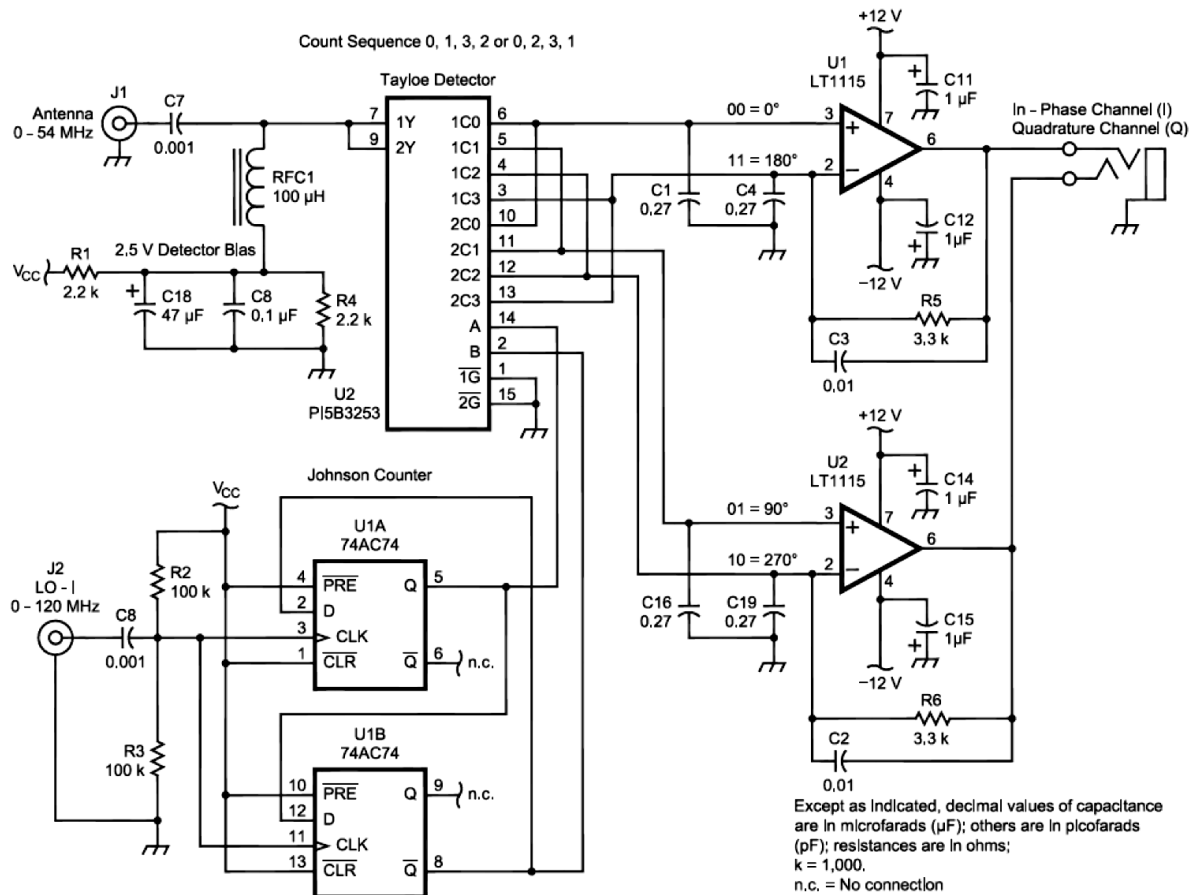 Count Sequence 0, 1, 3, 2 or 0, 2, 3, 1
Tayloe Detector
J1
Antenna
0 – 54 MHz
C7
0.001
RFC1
100 µH
2,5 V Detector Bias
VCC
R1
2,2 k
C18
47 µF
C8
0,1 µF
R4
2.2 k
7
9
1Y
2Y
1C0
1C1
1C2
1C3
2C0
2C1
2C2
2C3
A
B
1G
2G
6
5
4
3
10
11
12
13
14
2
1
15
U2
PI5B3253
+12 V
U1
LT1115
C11
1 µF
00 = 0°
3
7
6
11 = 180°
2
4
C1
0,27
C4
0.27
C12
1µF
−12 V
R5
3,3 k
C3
0,01
In - Phase Channel (I)
Quadrature Channel (Q)
+12 V
U2
LT1115
C14
1 µF
01 = 90°
3
7
6
10 = 270°
2
4
C16
0.27
C19
0.27
C15
1µF
−12 V
R6
3,3 k
C2
0,01
Johnson Counter
VCC
U1A
74AC74
J2
LO - I
0 – 120 MHz
C8
0.001
R2
100 k
R3
100 k
4
2
3
1
PRE
D
CLK
CLR
Q
Q
5
6
n.c.
U1B
74AC74
10
12
11
13
PRE
D
CLK
CLR
Q
Q
9
n.c.
8
Except as Indicated, decimal values of capacitance
are in microfarads (µF); others are in picofarads
(pF); resistances are in ohms;
k = 1,000.
n.c. = No connection